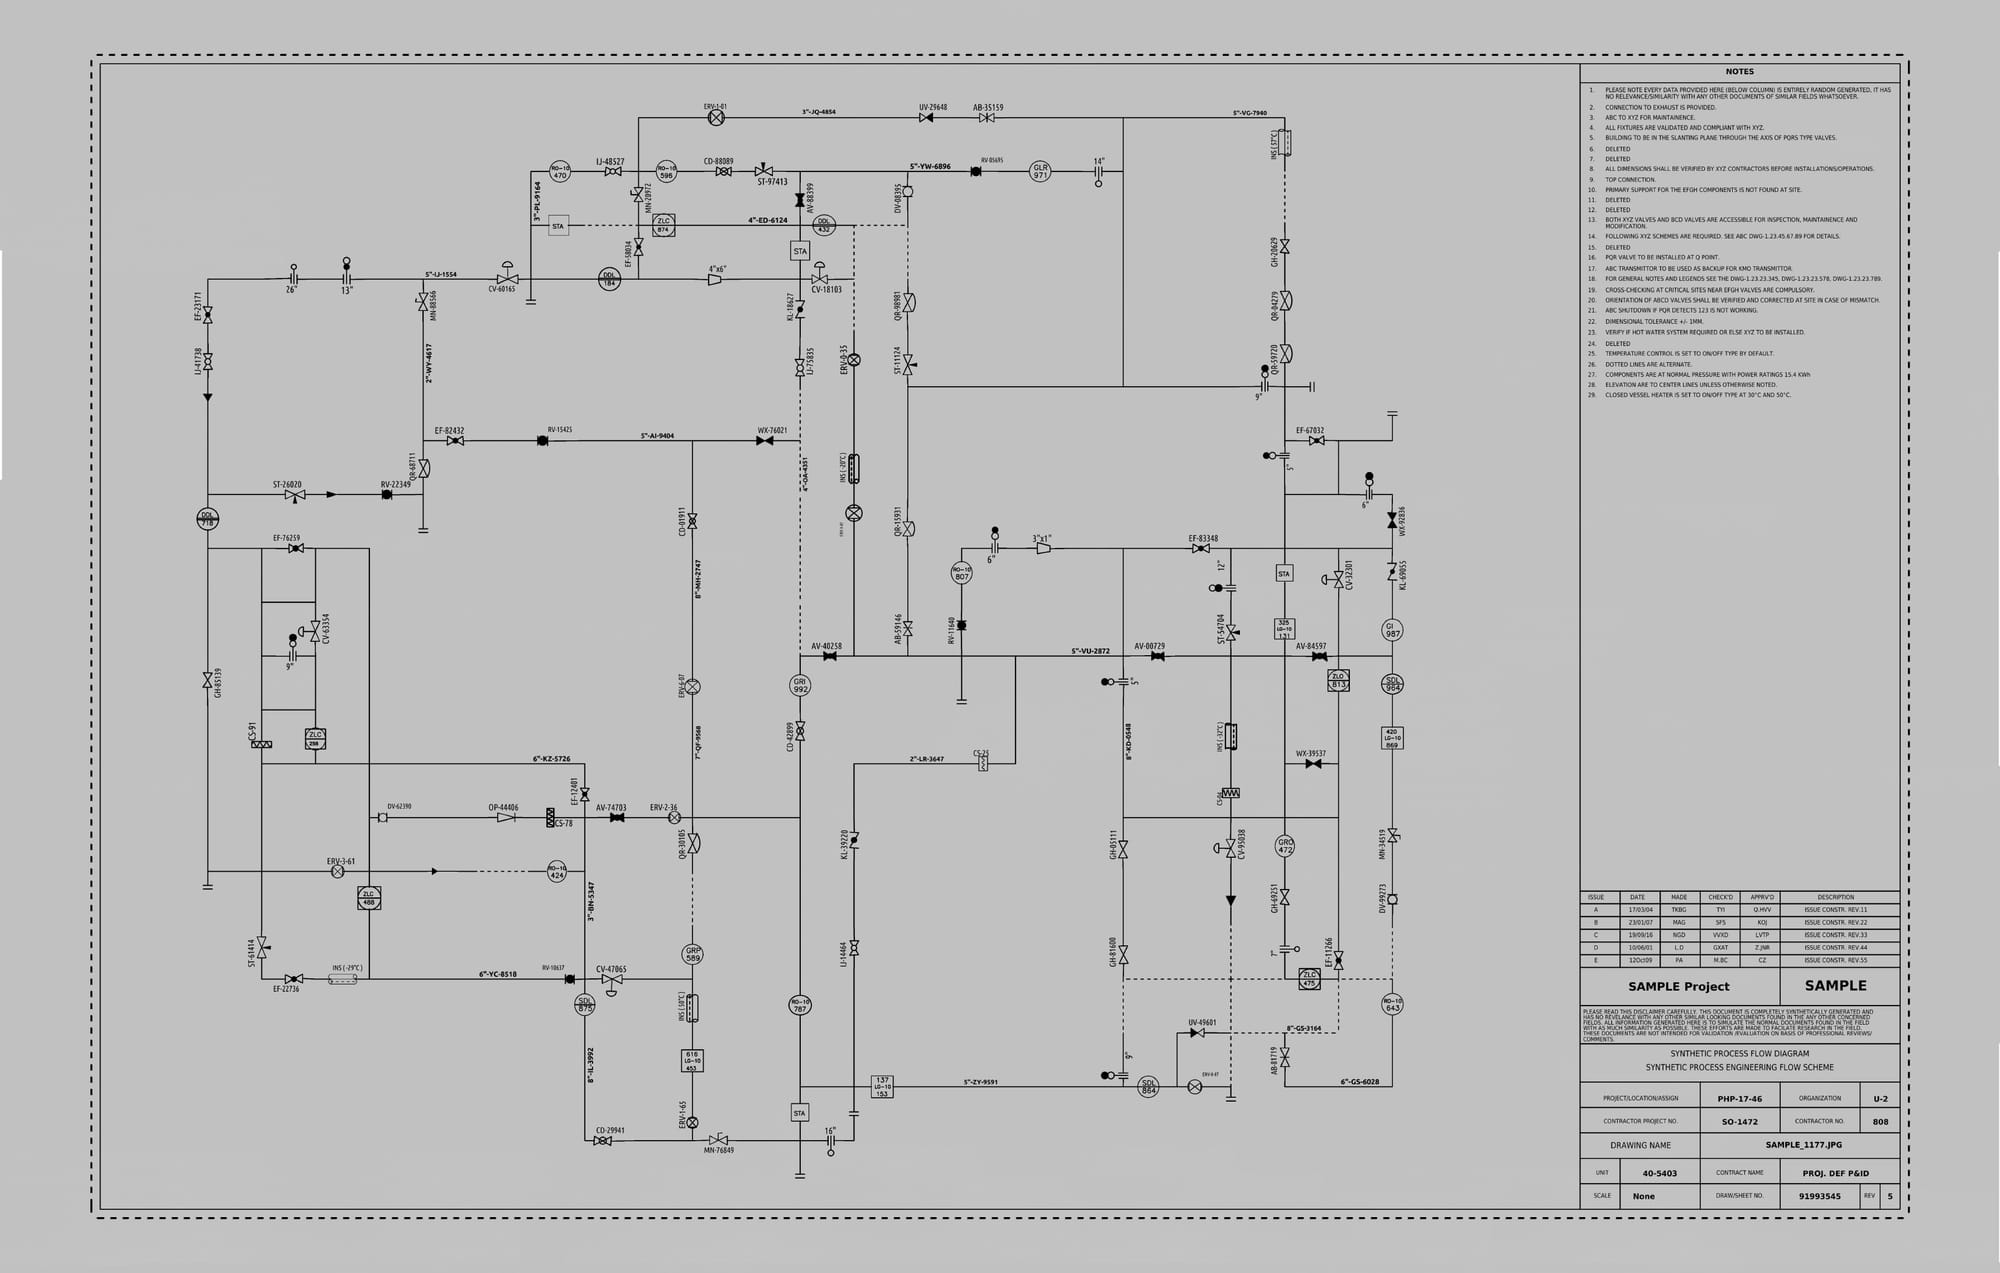 ERV-1-01
3"-JQ-4854
UV-29648
AB-35159
5"-VG-7940
INS (57°C)
RO-10
470
IJ-48527
RO-10
596
CD-88089
ST-97413
5"-YW-6896
RV-05695
GLR
971
14"
3"-PL-9164
MN-20972
AV-88399
DV-08395
STA
ZLC
874
4"-ED-6124
DDL
432
EF-58034
STA
GH-20629
26"
13"
5"-IJ-1554
CV-60165
DDL
184
4"x6"
CV-18103
EF-23171
MN-88566
KL-18627
QR-98981
QR-04279
IJ-41738
2"-WY-4617
IJ-75835
ERV-0-35
ST-11124
QR-59720
9"
EF-82432
RV-15425
5"-AI-9404
WX-76021
EF-67032
QR-68711
4"-OA-4351
INS (-20°C)
5"
ST-26020
RV-22349
6"
DDL
718
CD-01911
QR-15931
WX-92836
EF-76259
6"
3"x1"
EF-83348
12"
RO-10
807
STA
CV-32301
KL-69055
8"-MH-2747
CV-63354
9"
AB-59146
RV-11640
ST-54704
325
LG-10
131
GI
987
AV-40258
5"-VU-2872
AV-00729
AV-84597
GH-85139
ERV-6-07
GRI
992
5"
ZLO
813
SDL
964
CS-91
ZLC
CD-42899
7"-QF-9568
8"-KD-0548
INS (-32°C)
420
LG-10
869
6"-KZ-5726
2"-LR-3647
CS-25
WX-39537
EF-12401
DV-62390
OP-44406
CS-78
AV-74703
ERV-2-36
QR-30105
KL-39220
GH-05111
CV-95038
GRO
472
MN-34519
ERV-3-61
RO-10
424
ZLC
488
3"-BN-5347
GH-69251
DV-99273
ST-61414
GRP
589
IJ-14464
GH-81600
7"
EF-11266
EF-22736
INS (-29°C)
6"-YC-8518
RV-10637
CV-47065
ZLC
475
SDL
875
INS (50°C)
RO-10
787
RO-10
643
UV-49601
8"-GS-3164
8"-IL-3992
616
LG-10
453
9"
AB-81719
137
LG-10
153
5"-ZY-9591
SDL
864
6"-GS-6028
ERV-1-65
STA
CD-29941
MN-76849
16"
NOTES
1. PLEASE NOTE EVERY DATA PROVIDED HERE (BELOW COLUMN) IS ENTIRELY RANDOM GENERATED, IT HAS
NO RELEVANCE/SIMILARITY WITH ANY OTHER DOCUMENTS OF SIMILAR FIELDS WHATSOEVER.
2. CONNECTION TO EXHAUST IS PROVIDED.
3. ABC TO XYZ FOR MAINTAINENCE.
4. ALL FIXTURES ARE VALIDATED AND COMPLIANT WITH XYZ.
5. BUILDING TO BE IN THE SLANTING PLANE THROUGH THE AXIS OF PQRS TYPE VALVES.
6. DELETED
7. DELETED
8. ALL DIMENSIONS SHALL BE VERIFIED BY XYZ CONTRACTORS BEFORE INSTALLATIONS/OPERATIONS.
9. TOP CONNECTION.
10. PRIMARY SUPPORT FOR THE EFGH COMPONENTS IS NOT FOUND AT SITE.
11. DELETED
12. DELETED
13. BOTH XYZ VALVES AND BCD VALVES ARE ACCESSIBLE FOR INSPECTION, MAINTAINENCE AND
MODIFICATION.
14. FOLLOWING XYZ SCHEMES ARE REQUIRED. SEE ABC DWG-1.23.45.67.89 FOR DETAILS.
15. DELETED
16. PQR VALVE TO BE INSTALLED AT Q POINT.
17. ABC TRANSMITTOR TO BE USED AS BACKUP FOR KMO TRANSMITTOR.
18. FOR GENERAL NOTES AND LEGENDS SEE THE DWG-1.23.23.345, DWG-1.23.23.578, DWG-1.23.23.789.
19. CROSS-CHECKING AT CRITICAL SITES NEAR EFGH VALVES ARE COMPULSORY.
20. ORIENTATION OF ABCD VALVES SHALL BE VERIFIED AND CORRECTED AT SITE IN CASE OF MISMATCH.
21. ABC SHUTDOWN IF PQR DETECTS 123 IS NOT WORKING.
22. DIMENSIONAL TOLERANCE +/- 1MM.
23. VERIFY IF HOT WATER SYSTEM REQUIRED OR ELSE XYZ TO BE INSTALLED.
24. DELETED
25. TEMPERATURE CONTROL IS SET TO ON/OFF TYPE BY DEFAULT.
26. DOTTED LINES ARE ALTERNATE.
27. COMPONENTS ARE AT NORMAL PRESSURE WITH POWER RATINGS 15.4 KWh
28. ELEVATION ARE TO CENTER LINES UNLESS OTHERWISE NOTED.
29. CLOSED VESSEL HEATER IS SET TO ON/OFF TYPE AT 30°C AND 50°C.
ISSUE DATE MADE CHECK'D APPRV'D DESCRIPTION
A 17/03/04 TKBG TYI Q.HVV ISSUE CONSTR. REV.11
B 23/01/07 MAG SFS KOJ ISSUE CONSTR. REV.22
C 19/09/16 NGD VVXD LVTP ISSUE CONSTR. REV.33
D 10/06/01 L.D GXAT Z.JNR ISSUE CONSTR. REV.44
E 12Oct09 PA M.BC CZ ISSUE CONSTR. REV.55
SAMPLE Project SAMPLE
PLEASE READ THIS DISCLAIMER CAREFULLY. THIS DOCUMENT IS COMPLETELY SYNTHETICALLY GENERATED AND
HAS NO REVELANCE WITH ANY OTHER SIMILAR LOOKING DOCUMENTS FOUND IN THE ANY OTHER CONCERNED
FIELDS. ALL INFORMATION GENERATED HERE IS TO SIMULATE THE NORMAL DOCUMENTS FOUND IN THE FIELD
WITH AS MUCH SIMILARITY AS POSSIBLE. THESE EFFORTS ARE MADE TO FACILATE RESEARCH IN THE FIELD.
THESE DOCUMENTS ARE NOT INTENDED FOR VALIDATION /EVALUATION ON BASIS OF PROFESSIONAL REVIEWS/
COMMENTS.
SYNTHETIC PROCESS FLOW DIAGRAM
SYNTHETIC PROCESS ENGINEERING FLOW SCHEME
PROJECT/LOCATION/ASSIGN PHP-17-46 ORGANIZATION U-2
CONTRACTOR PROJECT NO. SO-1472 CONTRACTOR NO. 808
DRAWING NAME SAMPLE_1177.JPG
UNIT 40-5403 CONTRACT NAME PROJ. DEF P&ID
SCALE None DRAW/SHEET NO. 91993545 REV 5